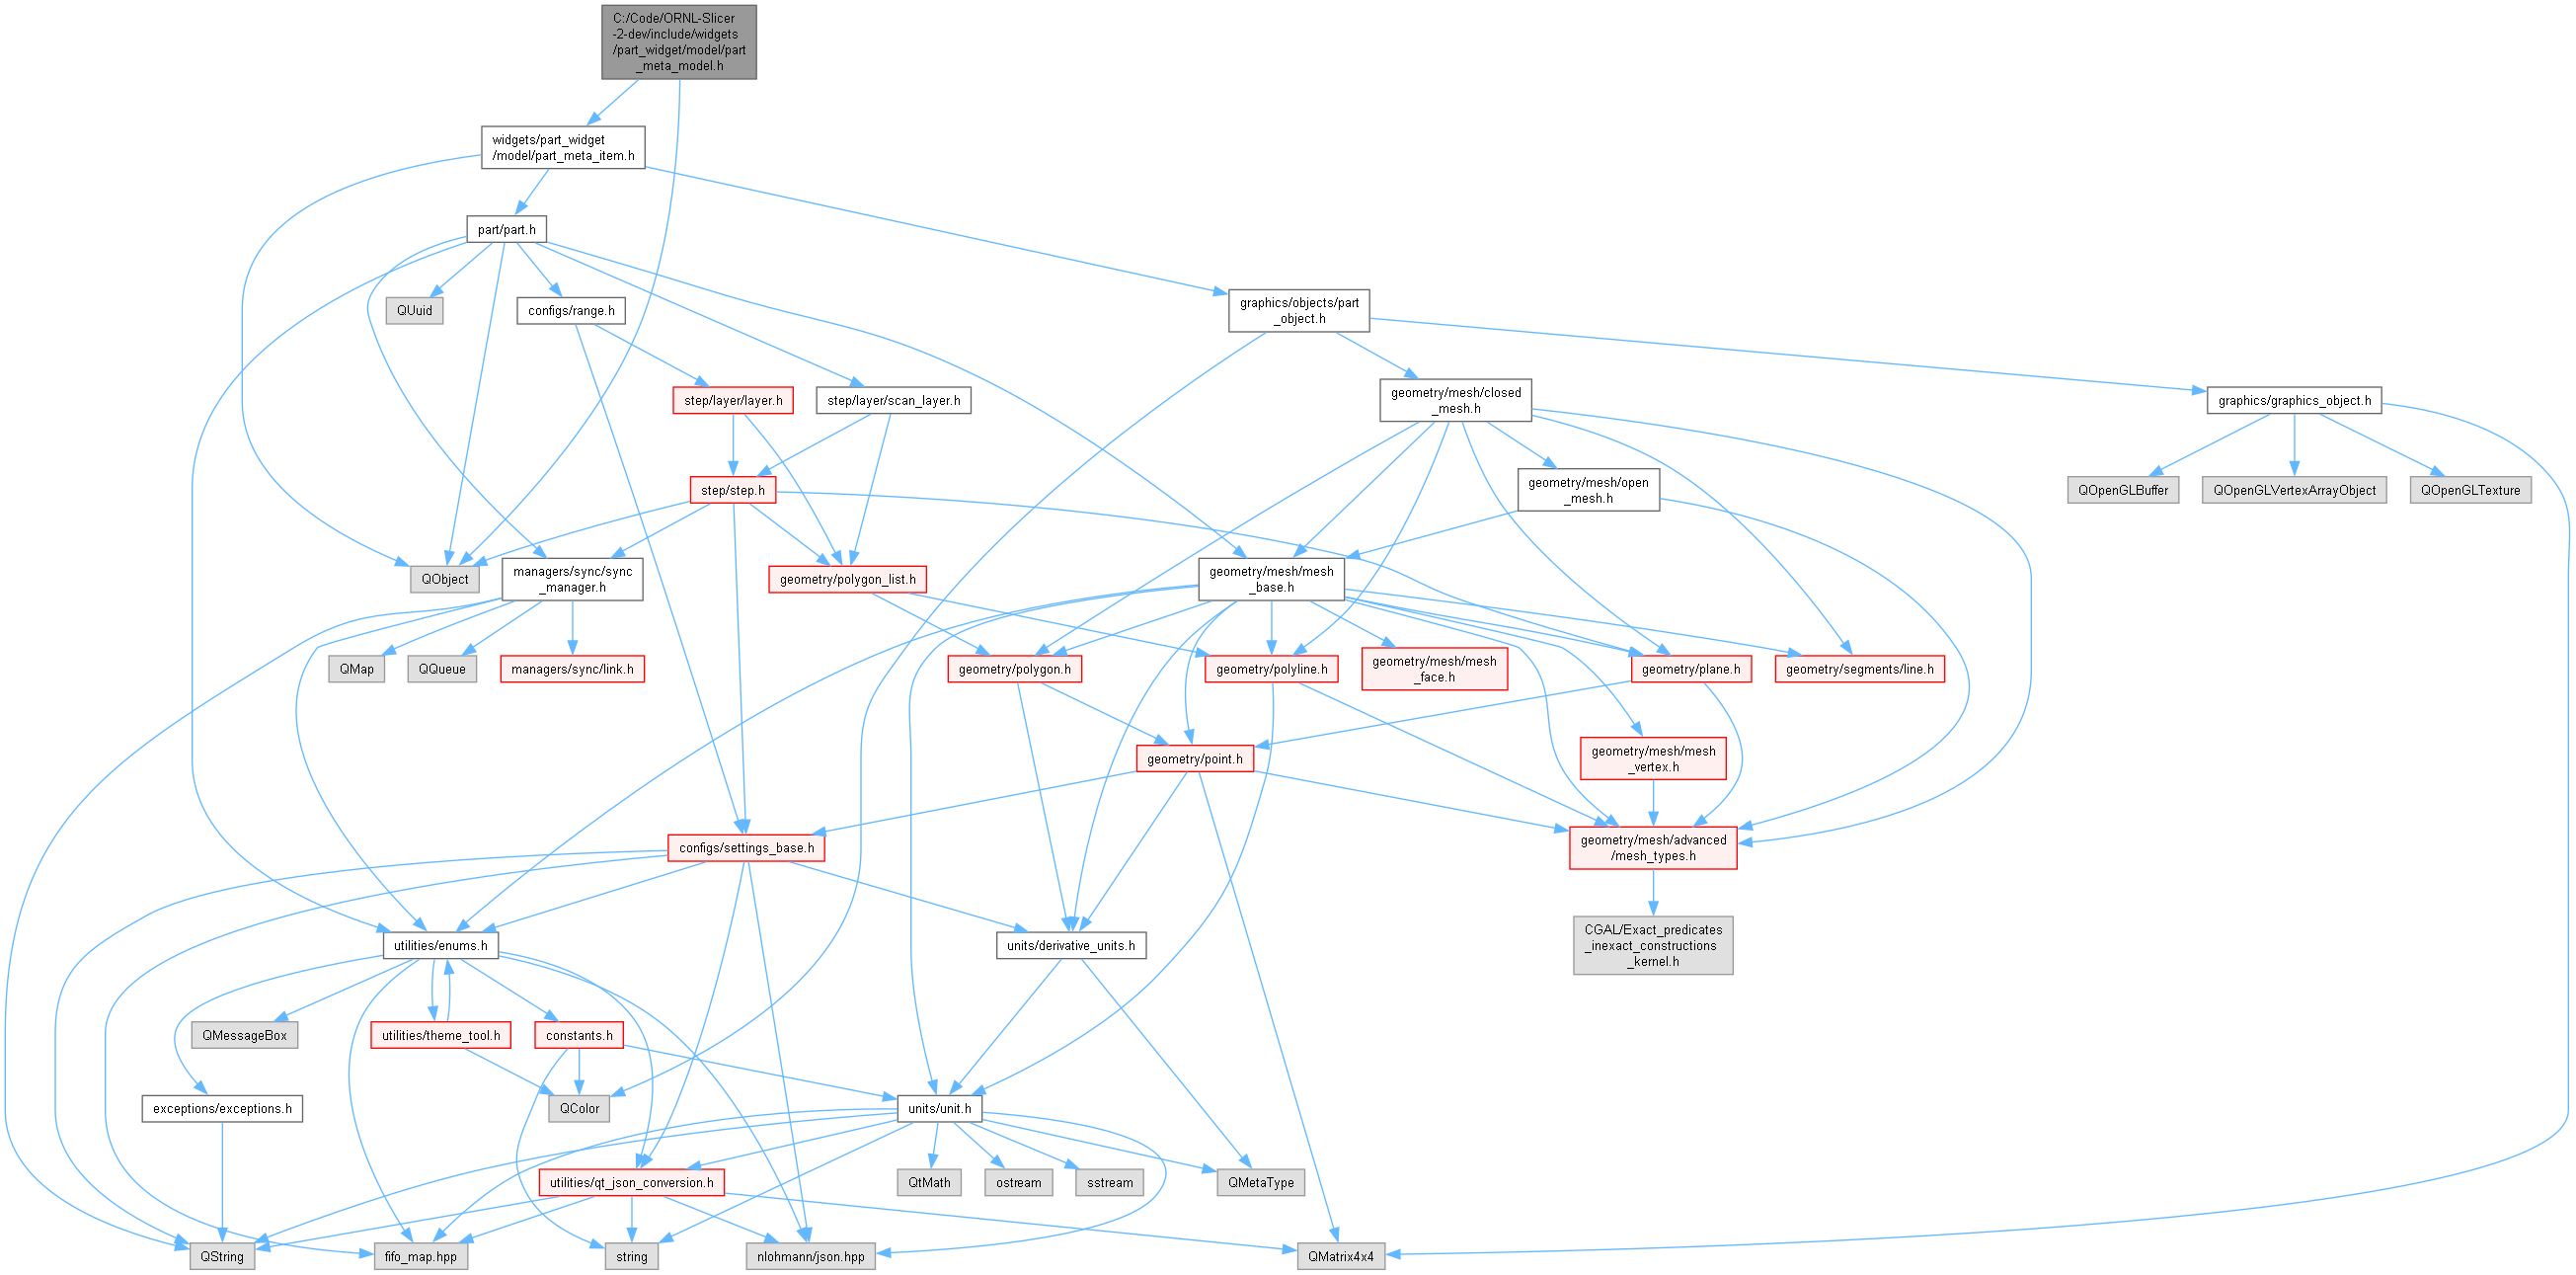 C:/Code/ORNL-Slicer
-2-dev/include/widgets
/part_widget/model/part
_meta_model.h
widgets/part_widget
/model/part_meta_item.h
part/part.h
QUuid
configs/range.h
graphics/objects/part
_object.h
step/layer/layer.h
step/layer/scan_layer.h
geometry/mesh/closed
_mesh.h
graphics/graphics_object.h
step/step.h
geometry/mesh/open
_mesh.h
QOpenGLBuffer
QOpenGLVertexArrayObject
QOpenGLTexture
QObject
managers/sync/sync
_manager.h
geometry/polygon_list.h
geometry/mesh/mesh
_base.h
QMap
QQueue
managers/sync/link.h
geometry/polygon.h
geometry/polyline.h
geometry/mesh/mesh
_face.h
geometry/plane.h
geometry/segments/line.h
geometry/point.h
geometry/mesh/mesh
_vertex.h
configs/settings_base.h
geometry/mesh/advanced
/mesh_types.h
utilities/enums.h
units/derivative_units.h
CGAL/Exact_predicates
_inexact_constructions
_kernel.h
QMessageBox
utilities/theme_tool.h
constants.h
exceptions/exceptions.h
QColor
units/unit.h
utilities/qt_json_conversion.h
QtMath
ostream
sstream
QMetaType
QString
fifo_map.hpp
string
nlohmann/json.hpp
QMatrix4x4